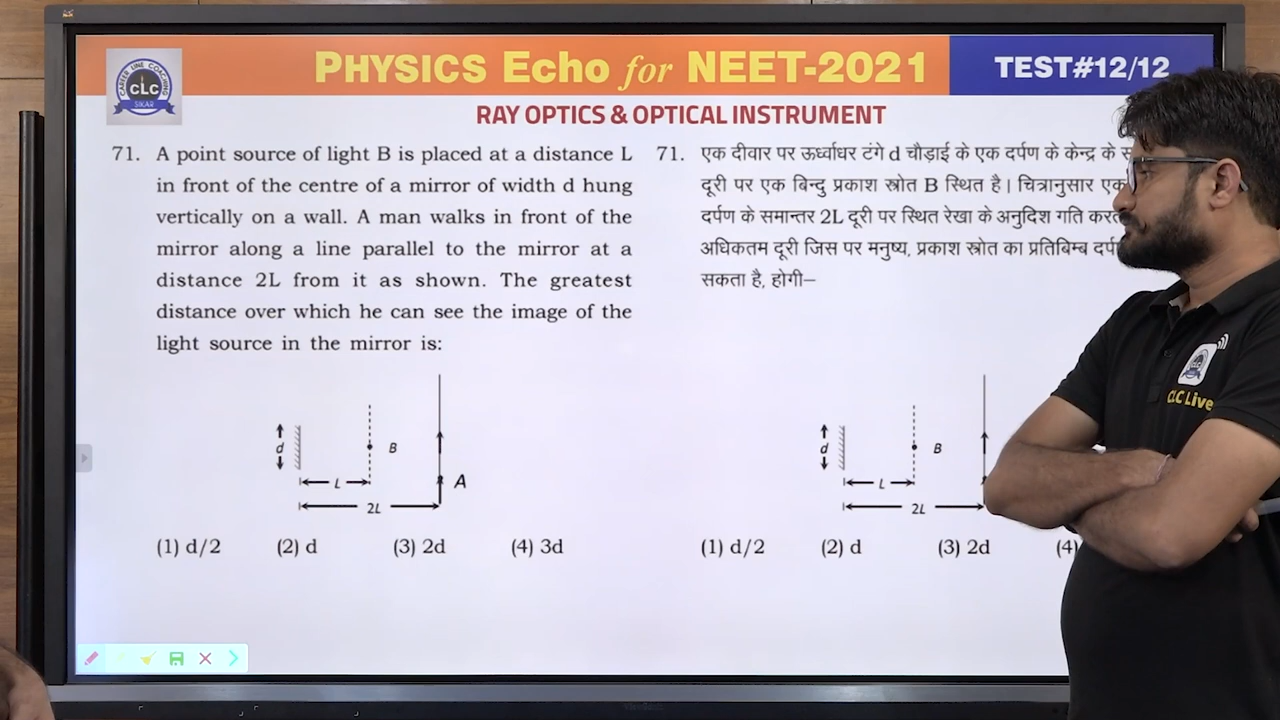 PHYSICS Echo for NEET-2021
TEST#12/12
CAREER LINE COACHING
CLC
SIKAR
RAY OPTICS & OPTICAL INSTRUMENT
71. A point source of light B is placed at a distance L
in front of the centre of a mirror of width d hung
vertically on a wall. A man walks in front of the
mirror along a line parallel to the mirror at a
distance 2L from it as shown. The greatest
distance over which he can see the image of the
light source in the mirror is:
d
B
L
A
2L
(1) d/2 (2) d (3) 2d (4) 3d
71. एक दीवार पर ऊर्ध्वाधर टंगे d चौड़ाई के एक दर्पण के केन्द्र के
दूरी पर एक बिन्दु प्रकाश स्त्रोत B स्थित है। चित्रानुसार एक
दर्पण के समान्तर 2L दूरी पर स्थित रेखा के अनुदिश गति
अधिकतम दूरी जिस पर मनुष्य, प्रकाश स्त्रोत का प्रतिबिम्ब
सकता है, होगी–
d
B
L
2L
(1) d/2 (2) d (3) 2d (4)
CLC Live